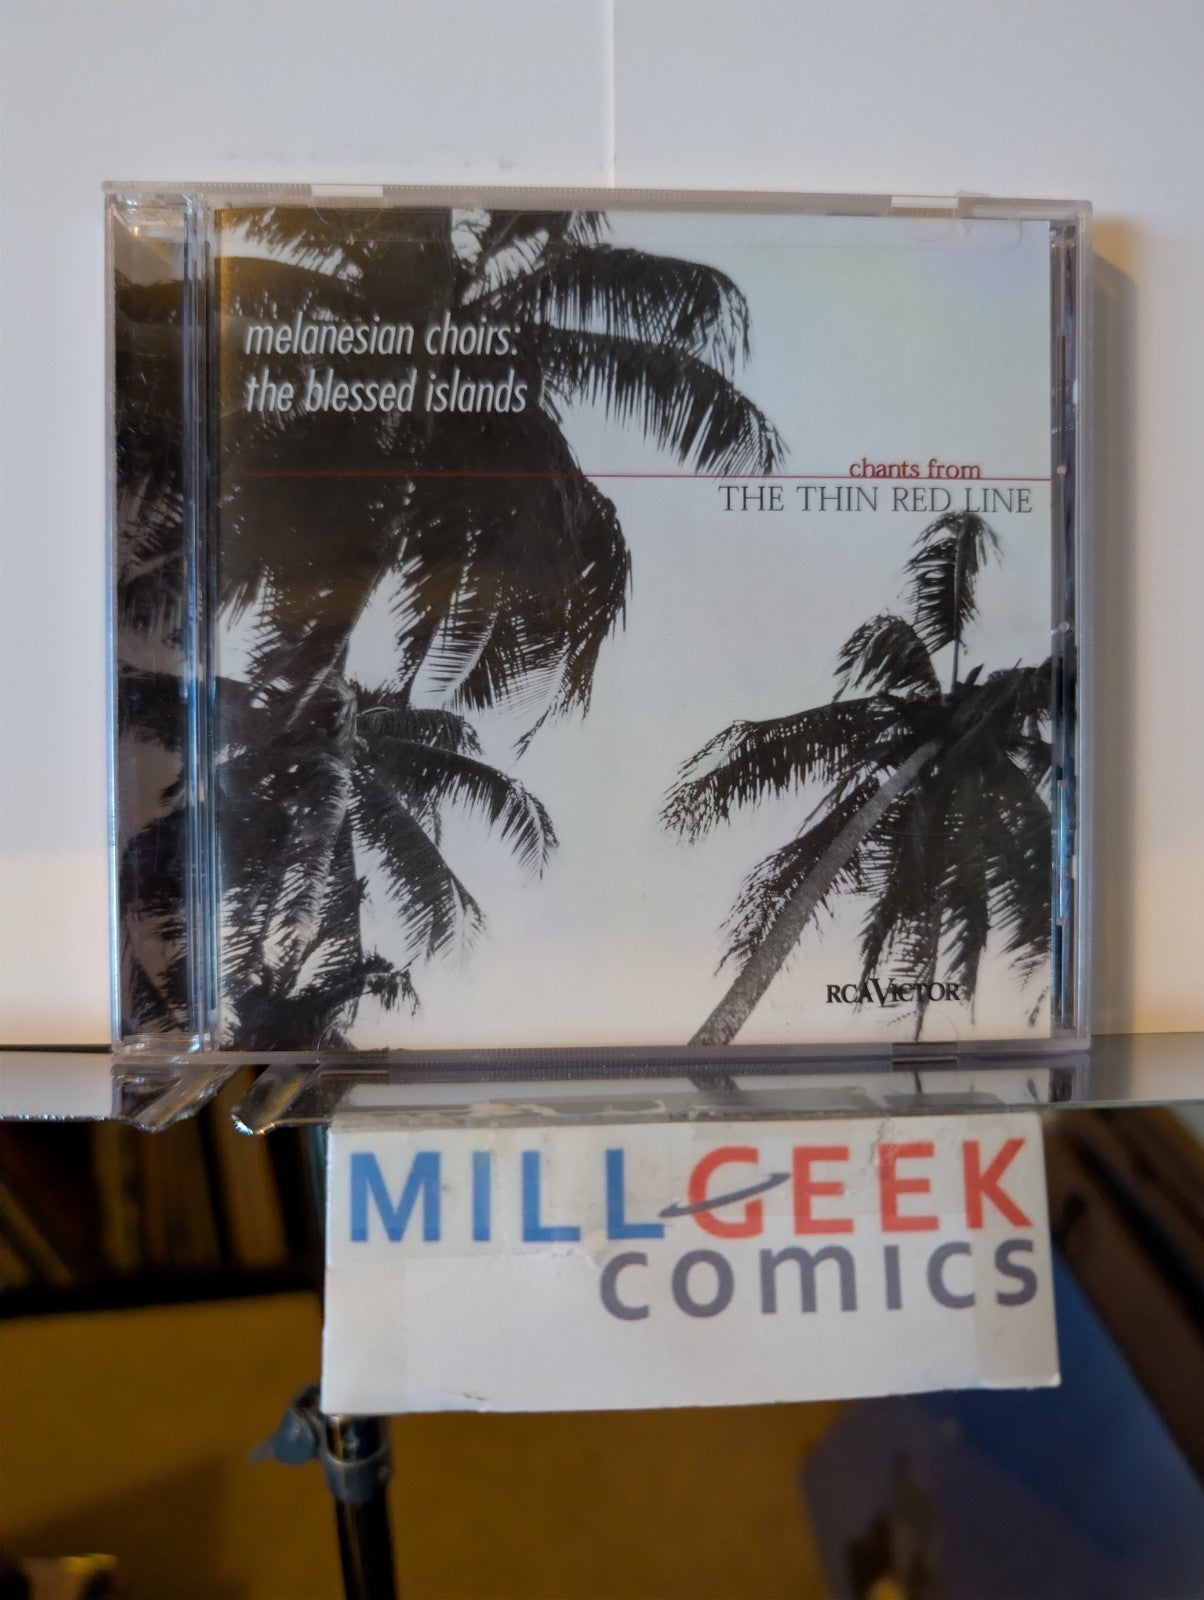 melanesian choirs:
the blessed islands
chants from
THE THIN RED LINE
RCA VICTOR
MILLGEEK
comics